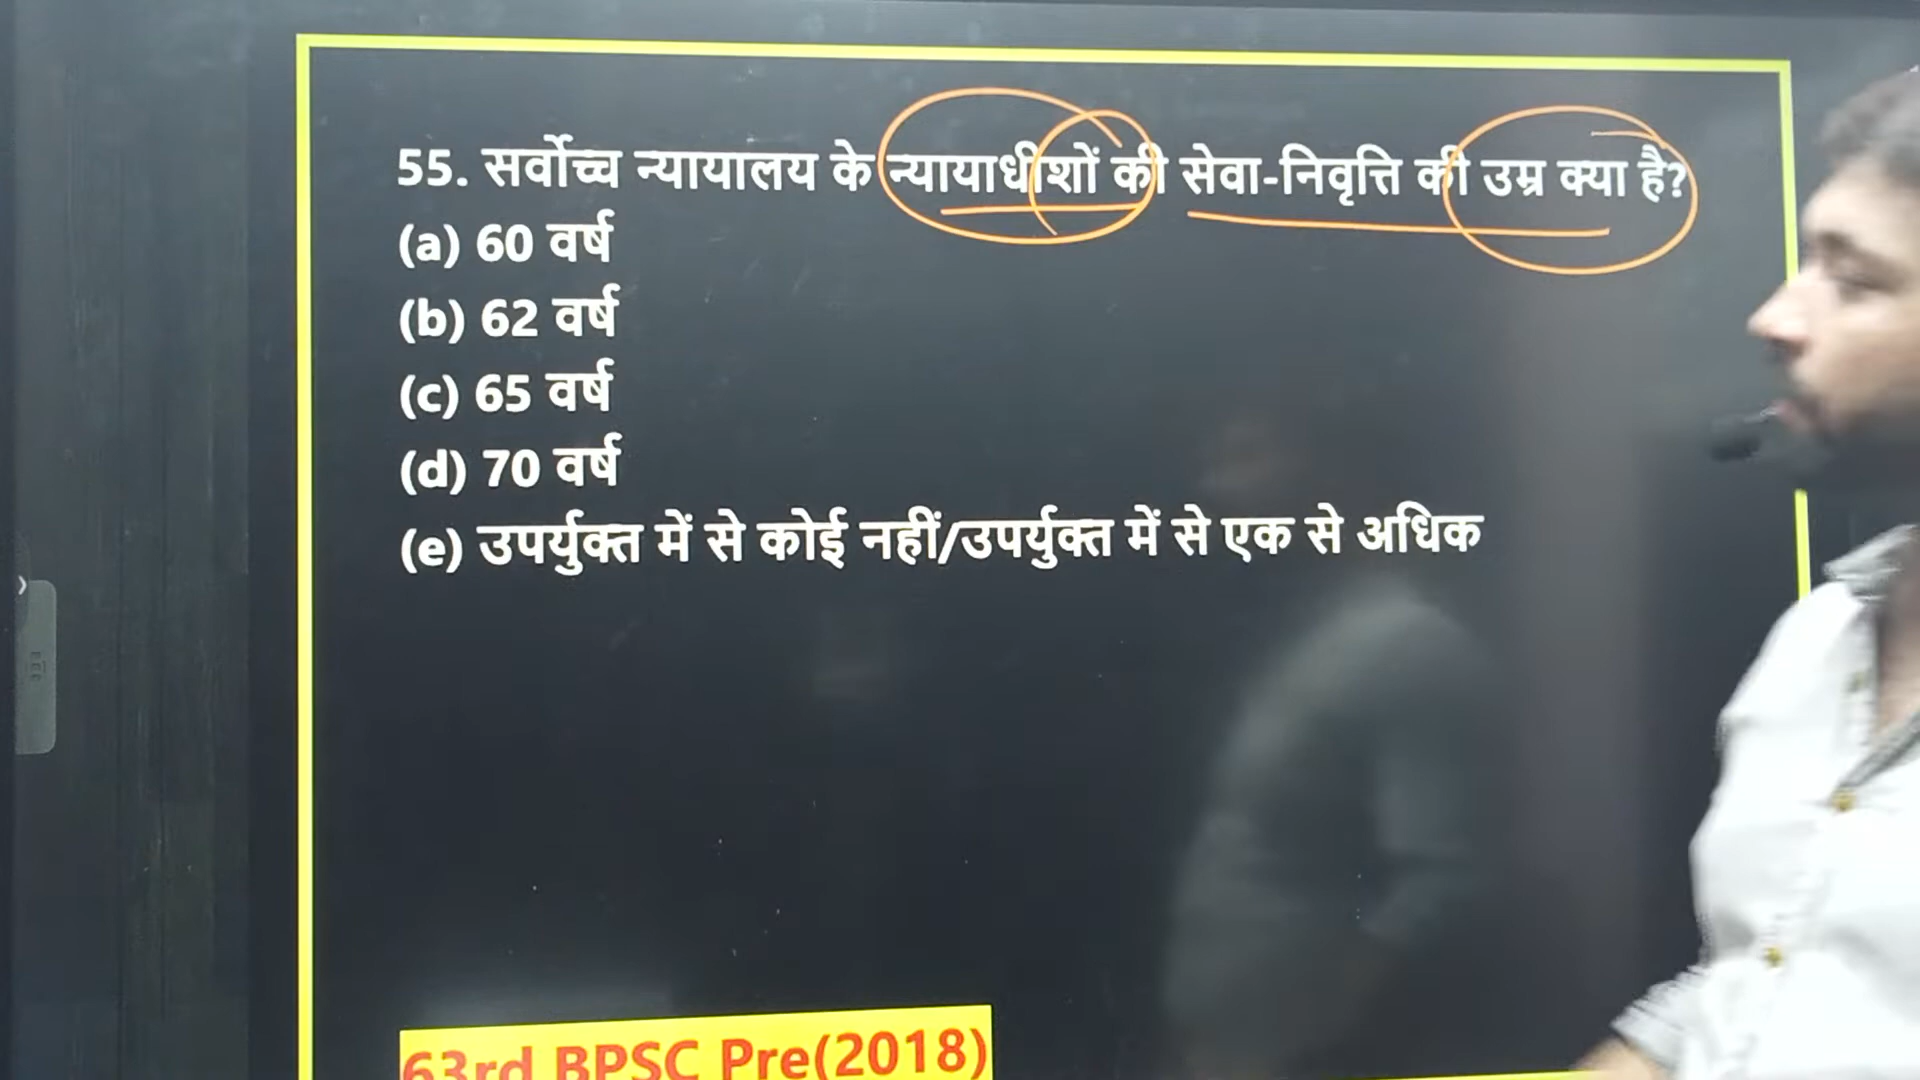 55. सर्वोच्च न्यायालय के न्यायाधीशों की सेवा-निवृत्ति की उम्र क्या है?
(a) 60 वर्ष
(b) 62 वर्ष
(c) 65 वर्ष
(d) 70 वर्ष
(e) उपर्युक्त में से कोई नहीं/उपर्युक्त में से एक से अधिक
63rd BPSC Pre(2018)